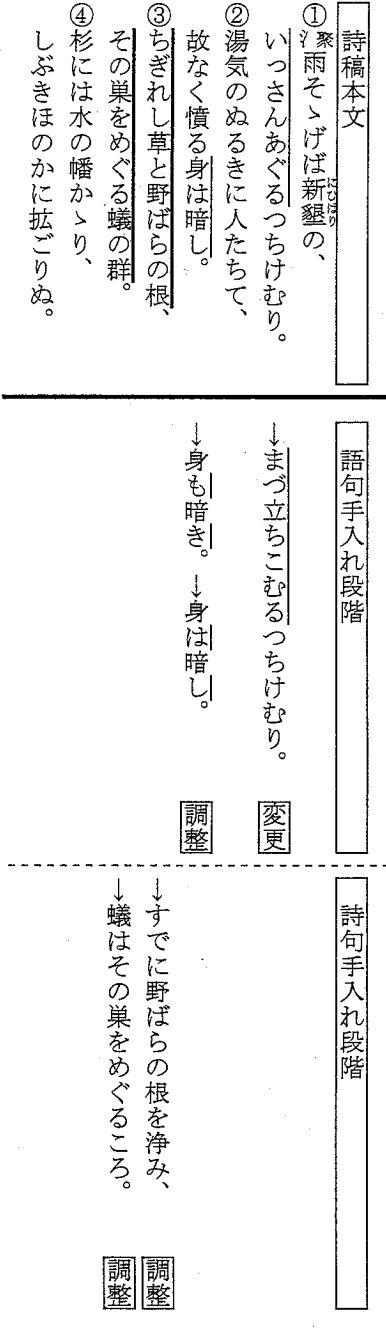 詩稿本文
①氵聚雨そゝげば新墾の、
にひばり
いっさんあぐるつちけむり。
②湯気のぬるきに人たちて、
故なく憤る身は暗し。
③ちぎれし草と野ばらの根、
その巣をめぐる蟻の群。
④杉には水の幡かゝり、
しぶきほのかに拡ごりぬ。
語句手入れ段階
→まづ立ちこむるつちけむり。 変更
→身も暗き。→身は暗し。 調整
詩句手入れ段階
→すでに野ばらの根を浄み、 調整
→蟻はその巣をめぐるころ。 調整